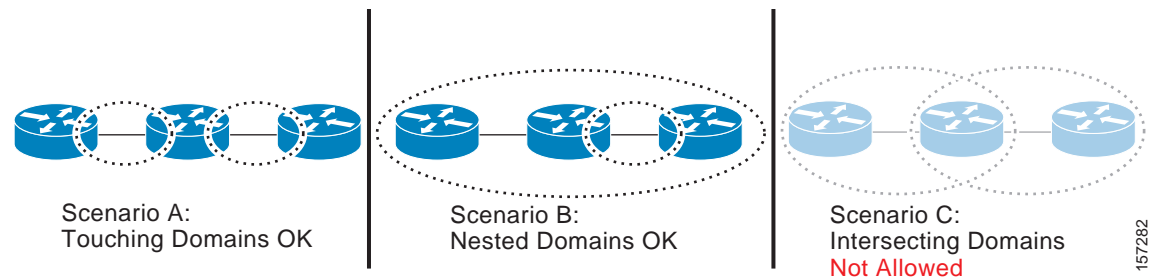 Scenario A:
Touching Domains OK
Scenario B:
Nested Domains OK
Scenario C:
Intersecting Domains
Not Allowed
157282